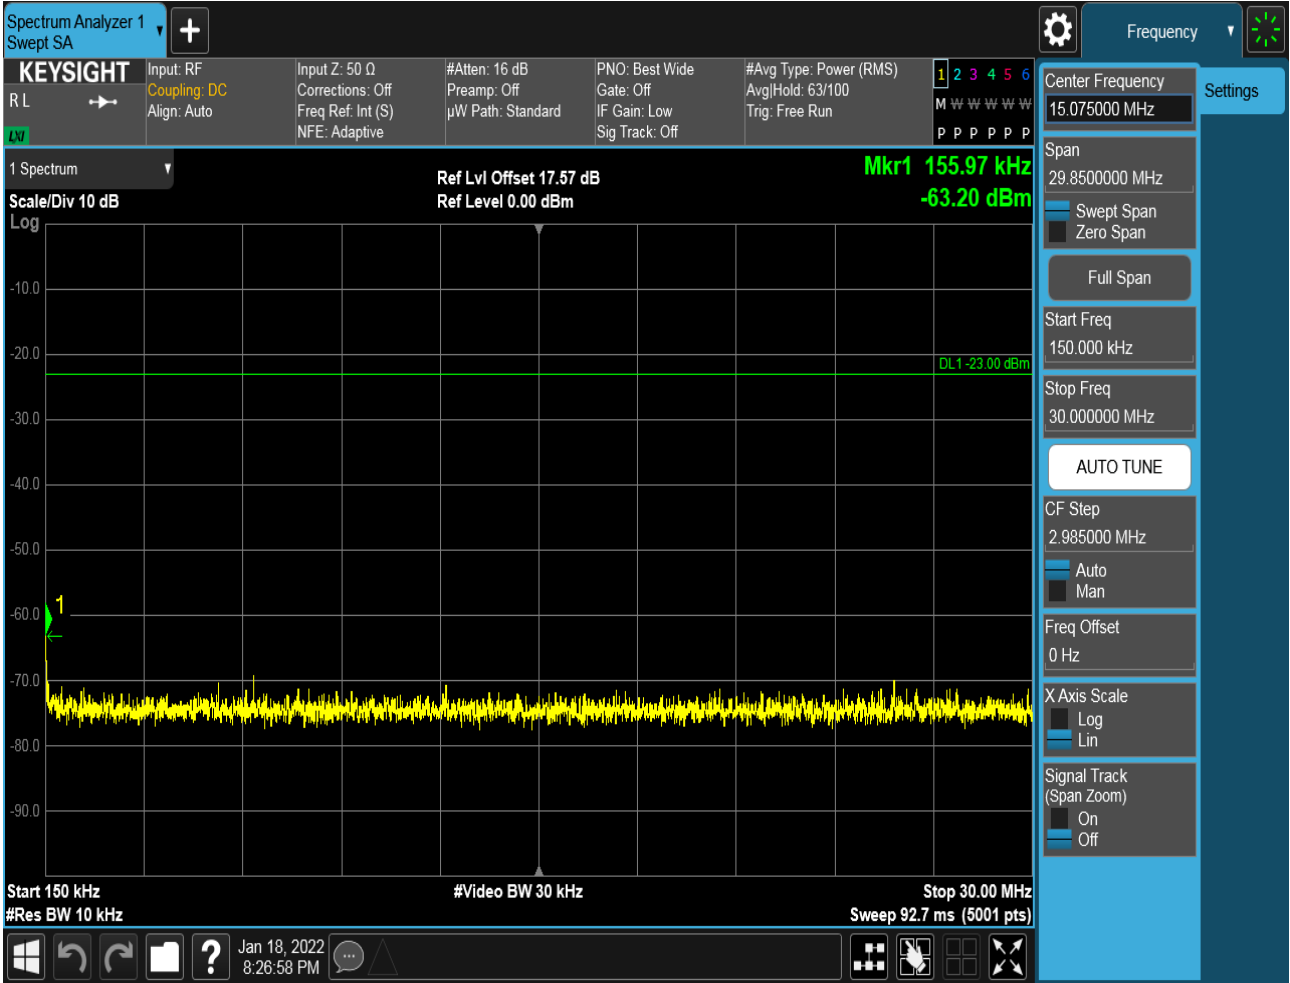 Spectrum Analyzer 1
Swept SA
Frequency
KEYSIGHT
R L
LXI
Input: RF
Coupling: DC
Align: Auto
Input Z: 50 Ω
Corrections: Off
Freq Ref: Int (S)
NFE: Adaptive
#Atten: 16 dB
Preamp: Off
µW Path: Standard
PNO: Best Wide
Gate: Off
IF Gain: Low
Sig Track: Off
#Avg Type: Power (RMS)
Avg|Hold: 63/100
Trig: Free Run
1 2 3 4 5 6
M W W W W W
P P P P P P
1 Spectrum
Scale/Div 10 dB
Log
Ref Lvl Offset 17.57 dB
Ref Level 0.00 dBm
Mkr1 155.97 kHz
-63.20 dBm
-10.0
-20.0
DL1 -23.00 dBm
-30.0
-40.0
-50.0
-60.0
1
-70.0
-80.0
-90.0
Start 150 kHz
#Video BW 30 kHz
Stop 30.00 MHz
#Res BW 10 kHz
Sweep 92.7 ms (5001 pts)
?
Jan 18, 2022
8:26:58 PM
Center Frequency
15.075000 MHz
Settings
Span
29.8500000 MHz
Swept Span
Zero Span
Full Span
Start Freq
150.000 kHz
Stop Freq
30.000000 MHz
AUTO TUNE
CF Step
2.985000 MHz
Auto
Man
Freq Offset
0 Hz
X Axis Scale
Log
Lin
Signal Track
(Span Zoom)
On
Off